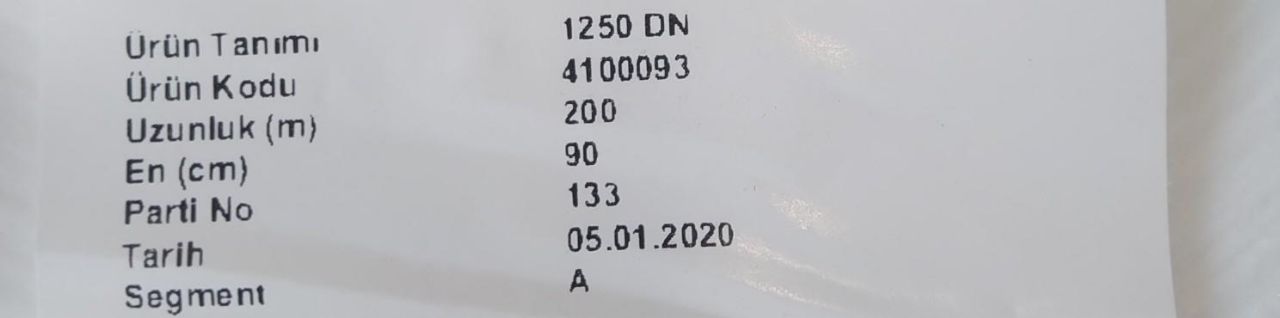 Ürün Tanımı 1250 DN
Ürün Kodu 4100093
Uzunluk (m) 200
En (cm) 90
Parti No 133
Tarih 05.01.2020
Segment A